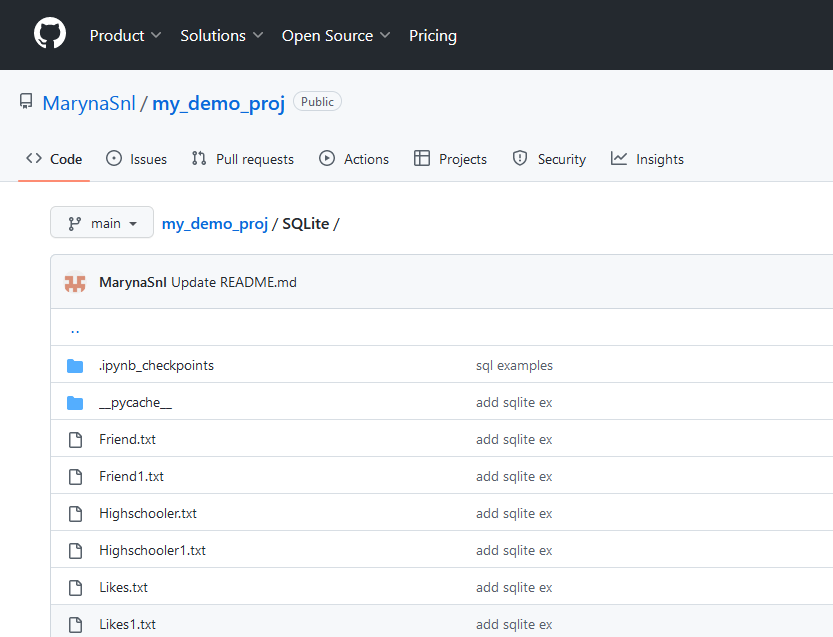 Product Solutions Open Source Pricing
MarynaSnl / my_demo_proj Public
Code Issues Pull requests Actions Projects Security Insights
main my_demo_proj / SQLite /
MarynaSnl Update README.md
..
.ipynb_checkpoints sql examples
__pycache__ add sqlite ex
Friend.txt add sqlite ex
Friend1.txt add sqlite ex
Highschooler.txt add sqlite ex
Highschooler1.txt add sqlite ex
Likes.txt add sqlite ex
Likes1.txt add sqlite ex